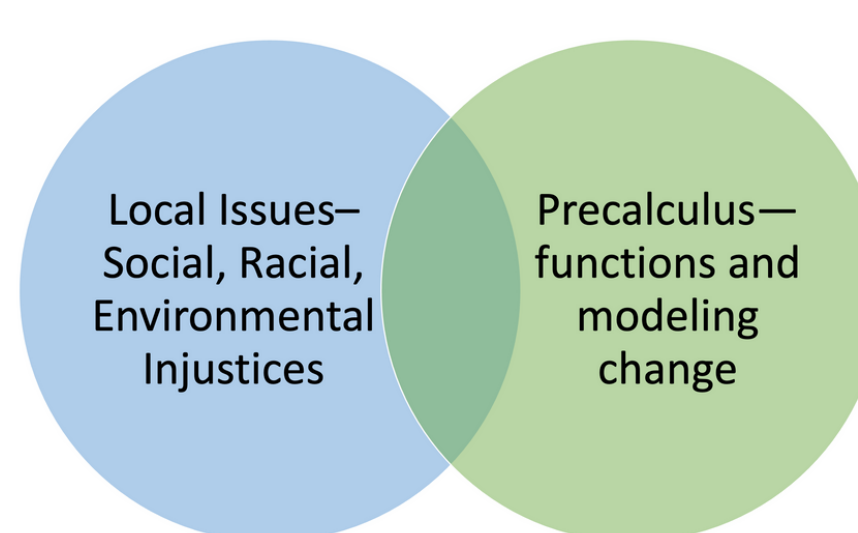 Local Issues–
Social, Racial,
Environmental
Injustices
Precalculus—
functions and
modeling
change